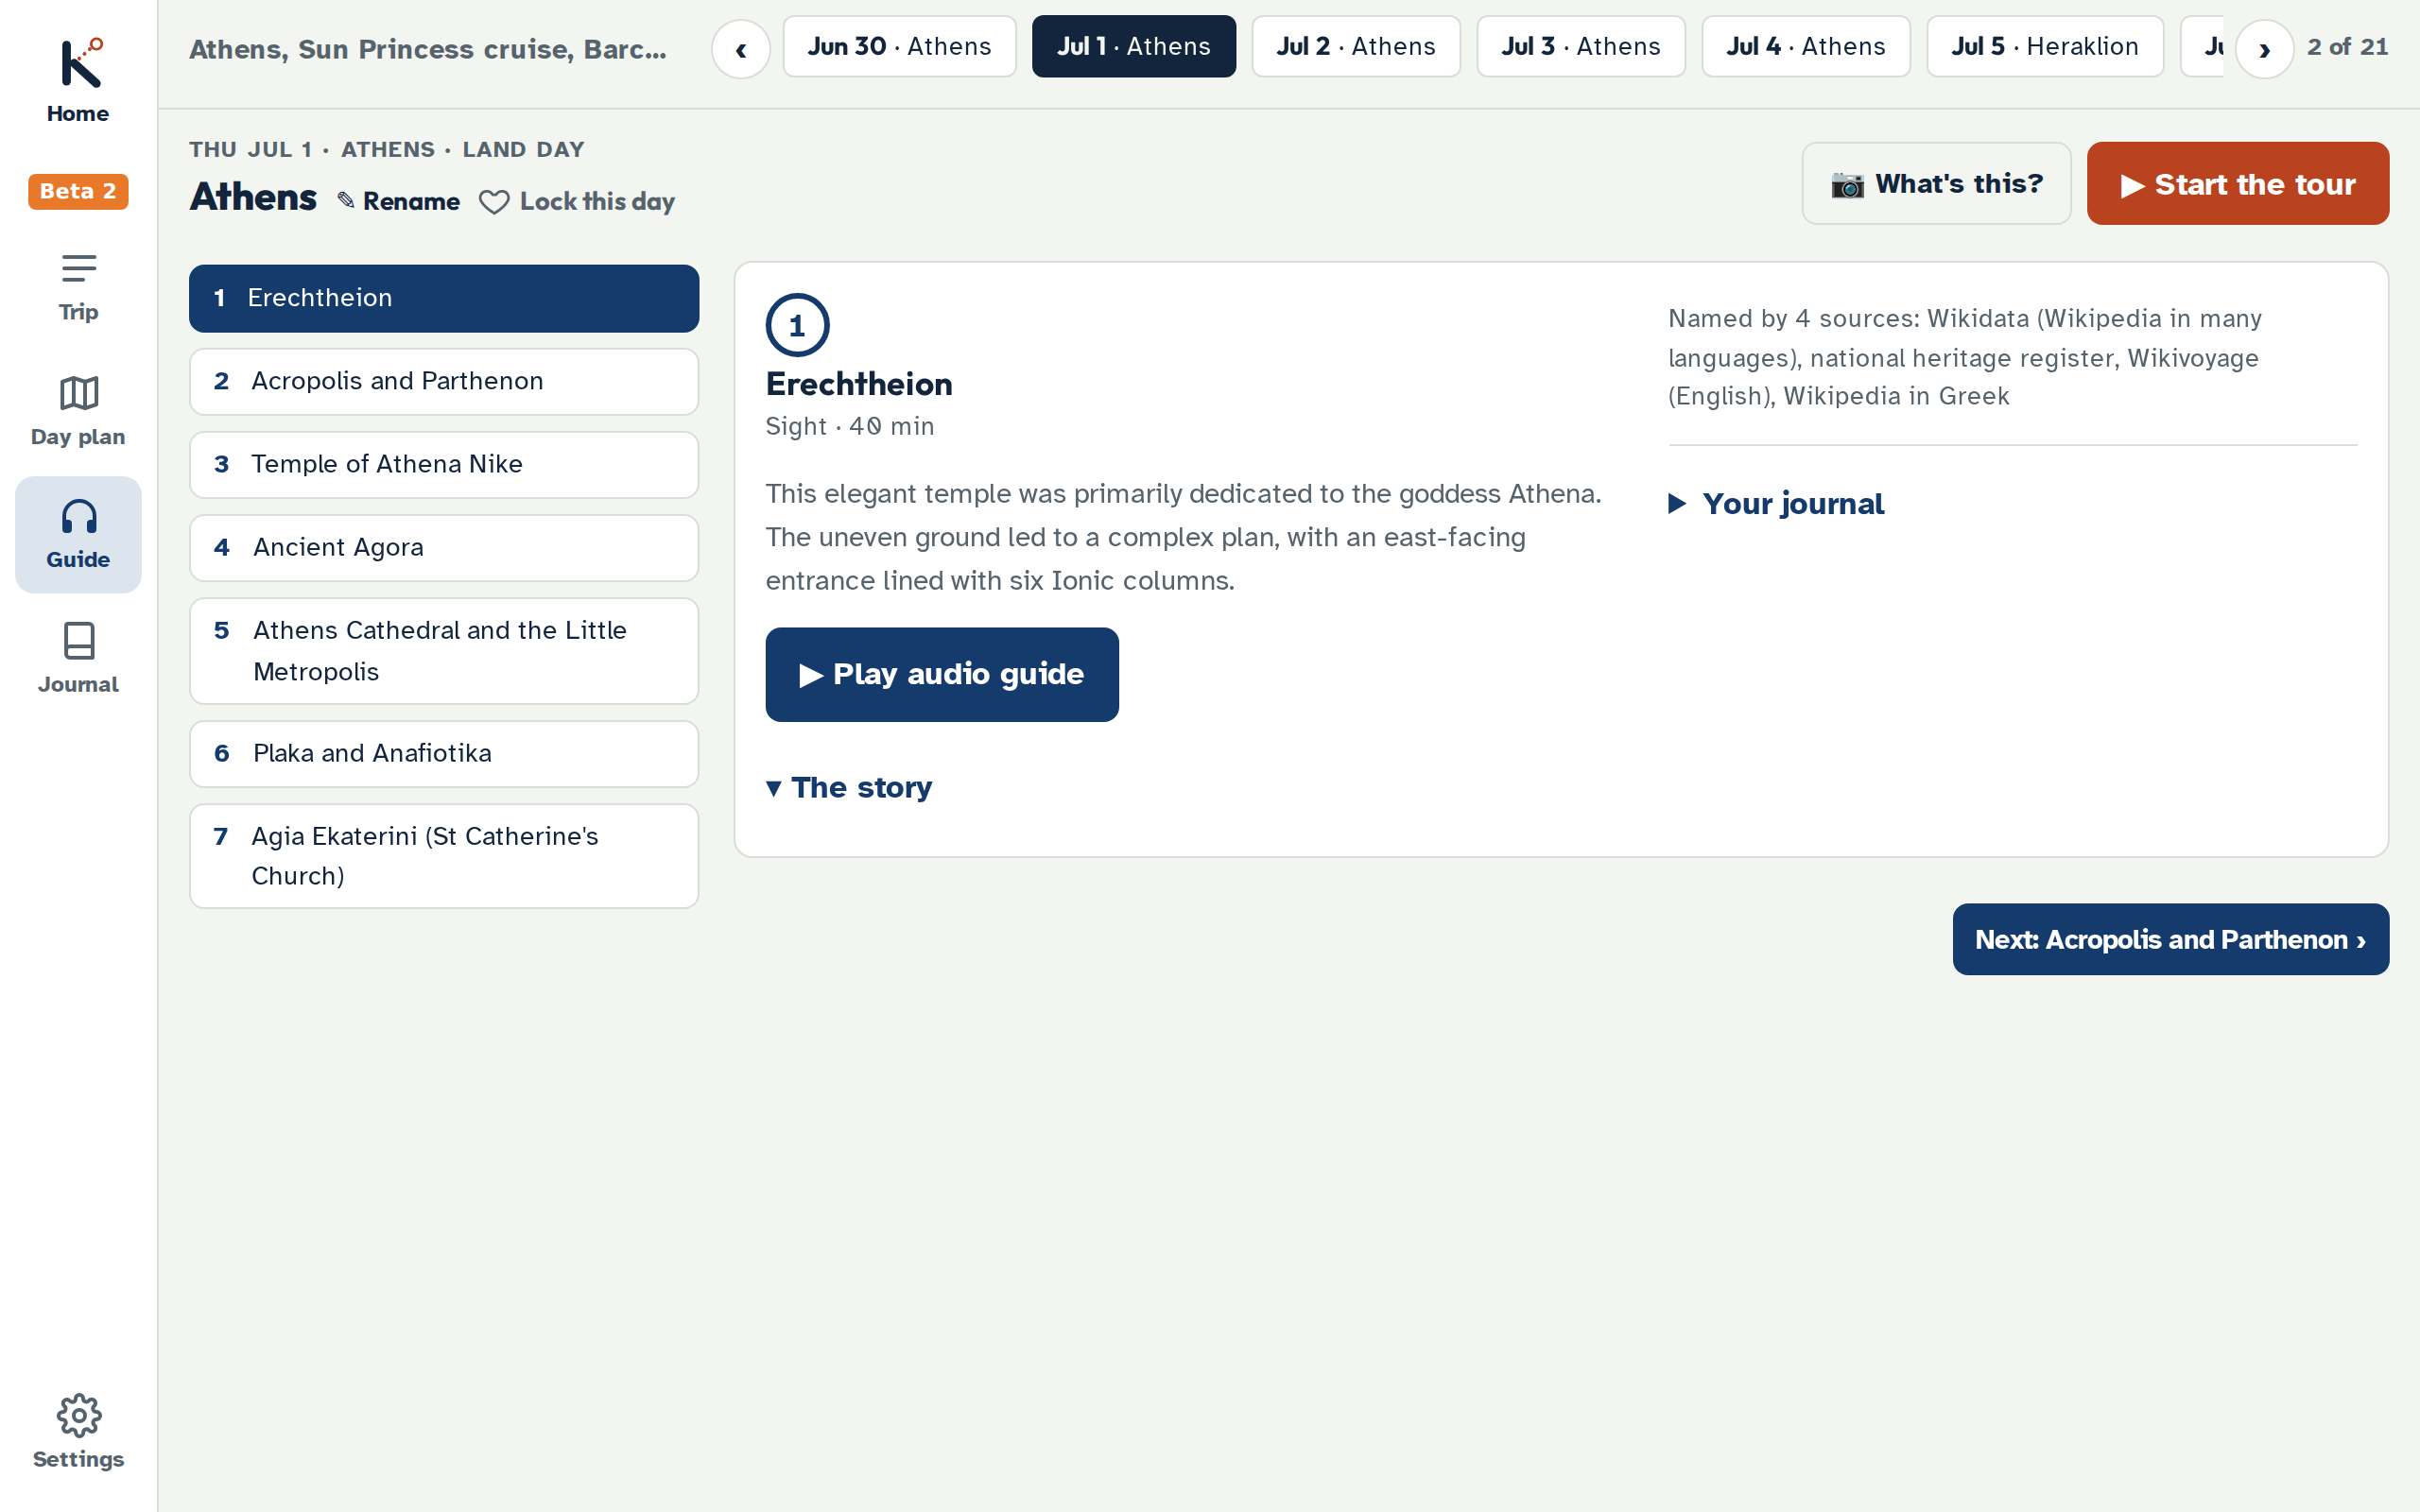 Home
Beta 2
Trip
Day plan
Guide
Journal
Settings
Athens, Sun Princess cruise, Barc...
‹
Jun 30 · Athens
Jul 1 · Athens
Jul 2 · Athens
Jul 3 · Athens
Jul 4 · Athens
Jul 5 · Heraklion
›
2 of 21
THU JUL 1 · ATHENS · LAND DAY
Athens ✎ Rename Lock this day
What's this?
▶ Start the tour
1 Erechtheion
2 Acropolis and Parthenon
3 Temple of Athena Nike
4 Ancient Agora
5 Athens Cathedral and the Little
Metropolis
6 Plaka and Anafiotika
7 Agia Ekaterini (St Catherine's
Church)
1
Erechtheion
Sight · 40 min
This elegant temple was primarily dedicated to the goddess Athena.
The uneven ground led to a complex plan, with an east-facing
entrance lined with six Ionic columns.
▶ Play audio guide
▾ The story
Named by 4 sources: Wikidata (Wikipedia in many
languages), national heritage register, Wikivoyage
(English), Wikipedia in Greek
▶ Your journal
Next: Acropolis and Parthenon ›